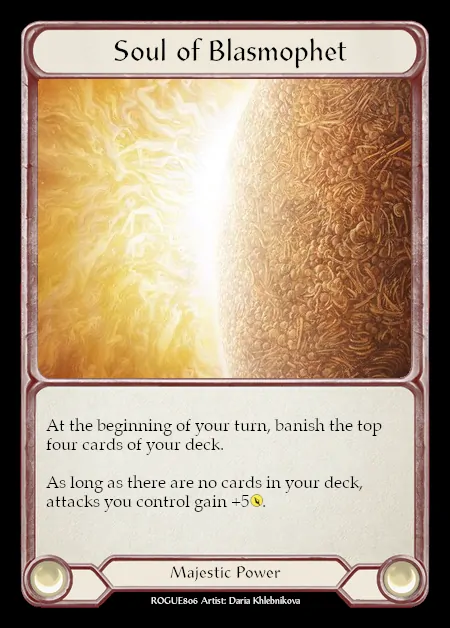 Soul of Blasmophet
At the beginning of your turn, banish the top
four cards of your deck.
As long as there are no cards in your deck,
attacks you control gain +5.
Majestic Power
ROGUE806 Artist: Daria Khlebnikova